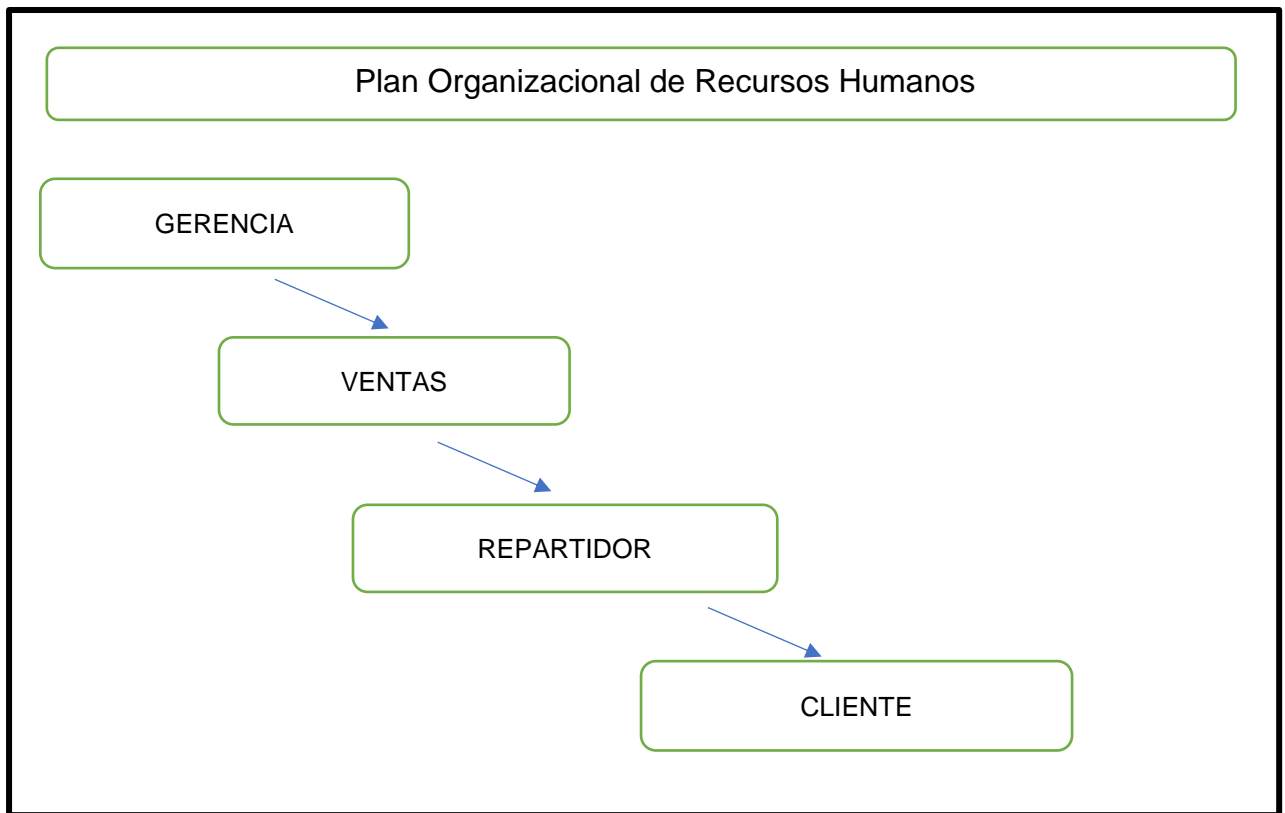 Plan Organizacional de Recursos Humanos
GERENCIA
VENTAS
REPARTIDOR
CLIENTE